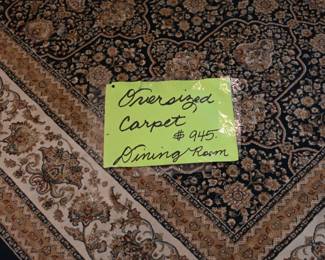 Oversized
Carpet
$945
Dining Room